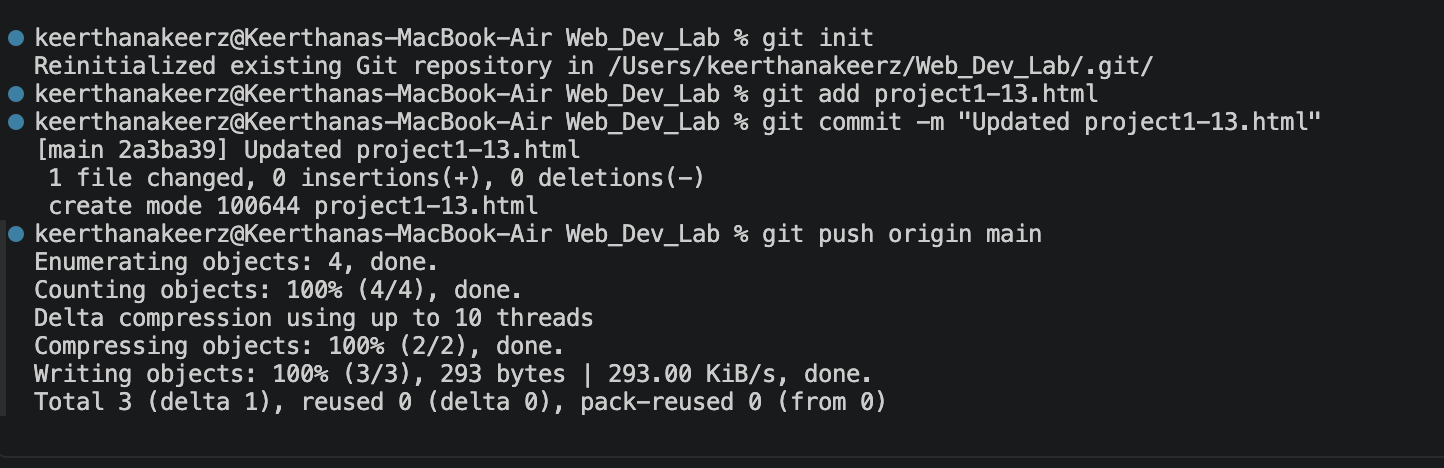 keerthanakeerz@Keerthanas-MacBook-Air Web_Dev_Lab % git init
Reinitialized existing Git repository in /Users/keerthanakeerz/Web_Dev_Lab/.git/
keerthanakeerz@Keerthanas-MacBook-Air Web_Dev_Lab % git add project1-13.html
keerthanakeerz@Keerthanas-MacBook-Air Web_Dev_Lab % git commit -m "Updated project1-13.html"
[main 2a3ba39] Updated project1-13.html
 1 file changed, 0 insertions(+), 0 deletions(-)
 create mode 100644 project1-13.html
keerthanakeerz@Keerthanas-MacBook-Air Web_Dev_Lab % git push origin main
Enumerating objects: 4, done.
Counting objects: 100% (4/4), done.
Delta compression using up to 10 threads
Compressing objects: 100% (2/2), done.
Writing objects: 100% (3/3), 293 bytes | 293.00 KiB/s, done.
Total 3 (delta 1), reused 0 (delta 0), pack-reused 0 (from 0)